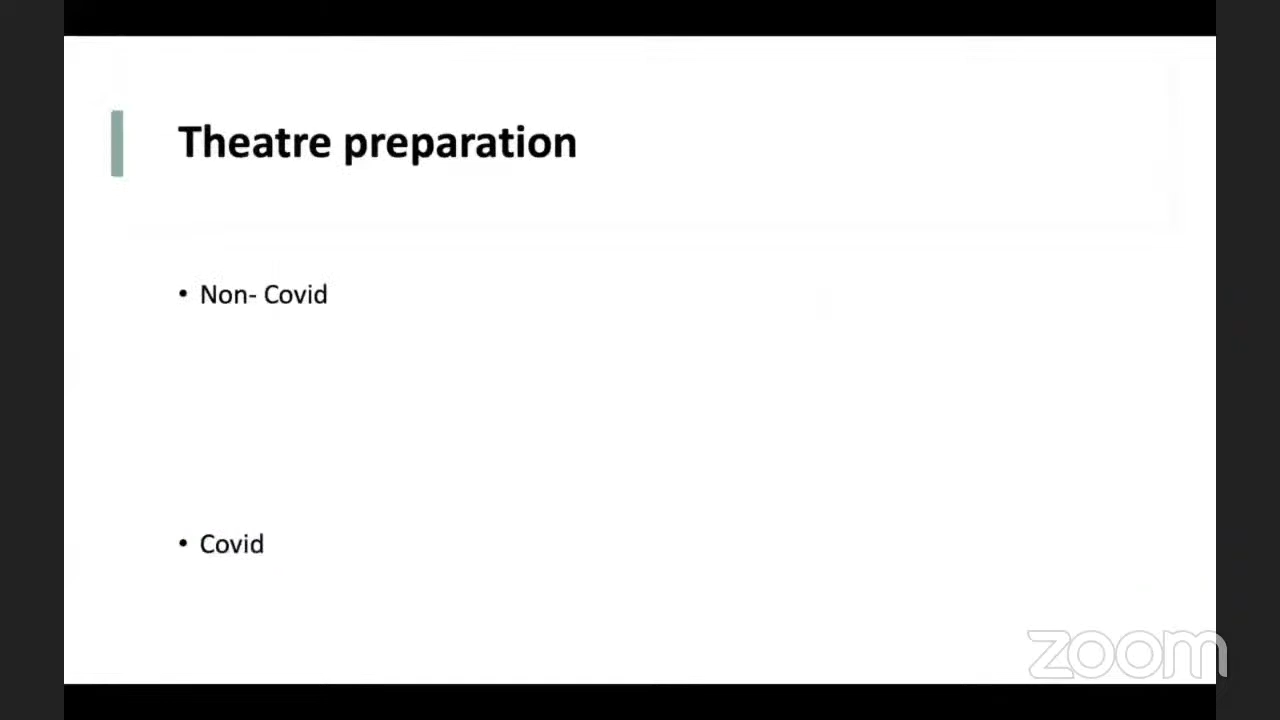 Theatre preparation
• Non- Covid
• Covid
zoom